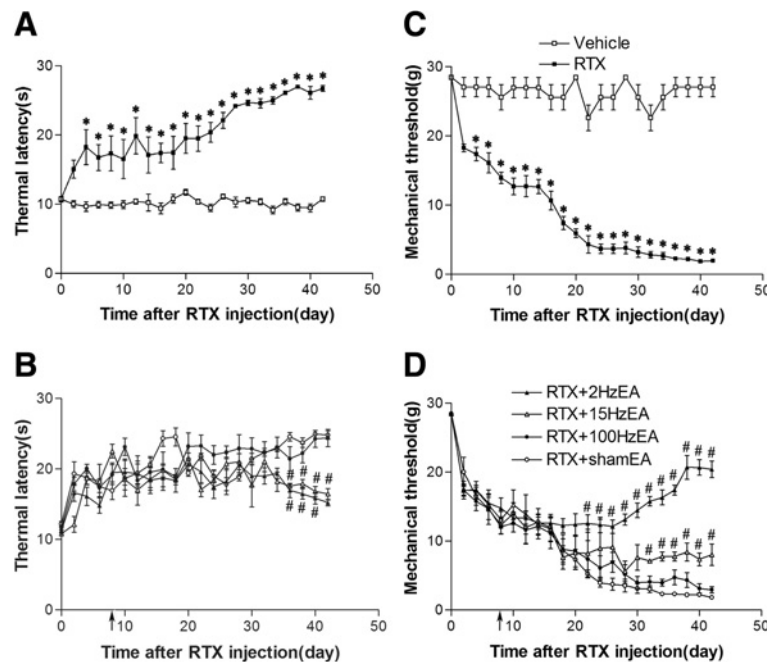 A
Thermal latency(s)
30
20
10
0
0 10 20 30 40 50
Time after RTX injection(day)
* * * * * * * * * * * * * * * * * * * *
C
Vehicle
RTX
Mechanical threshold(g)
30
20
10
0
0 10 20 30 40 50
Time after RTX injection(day)
* * * * * * * * * * * * * * * * * * * *
B
Thermal latency(s)
30
20
10
0
0 10 20 30 40 50
Time after RTX injection(day)
# # # #
# # # #
D
RTX+2HzEA
RTX+15HzEA
RTX+100HzEA
RTX+shamEA
Mechanical threshold(g)
30
20
10
0
0 10 20 30 40 50
Time after RTX injection(day)
# # # # # # # # # # #
# # # # # #